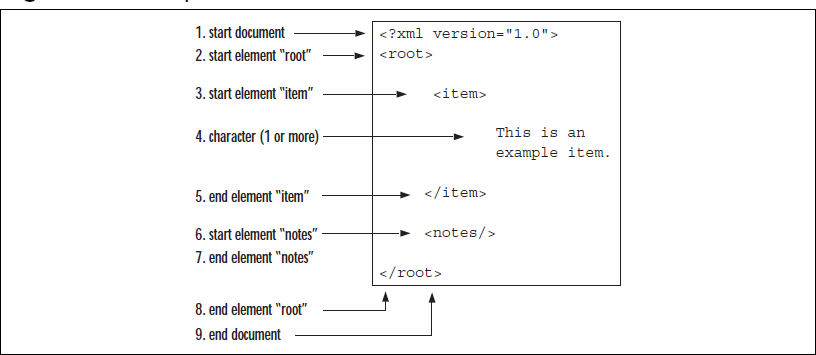 1. start document
<?xml version="1.0">
2. start element "root"
<root>
3. start element "item"
<item>
4. character (1 or more)
This is an
example item.
5. end element "item"
</item>
6. start element "notes"
<notes/>
7. end element "notes"
</root>
8. end element "root"
9. end document